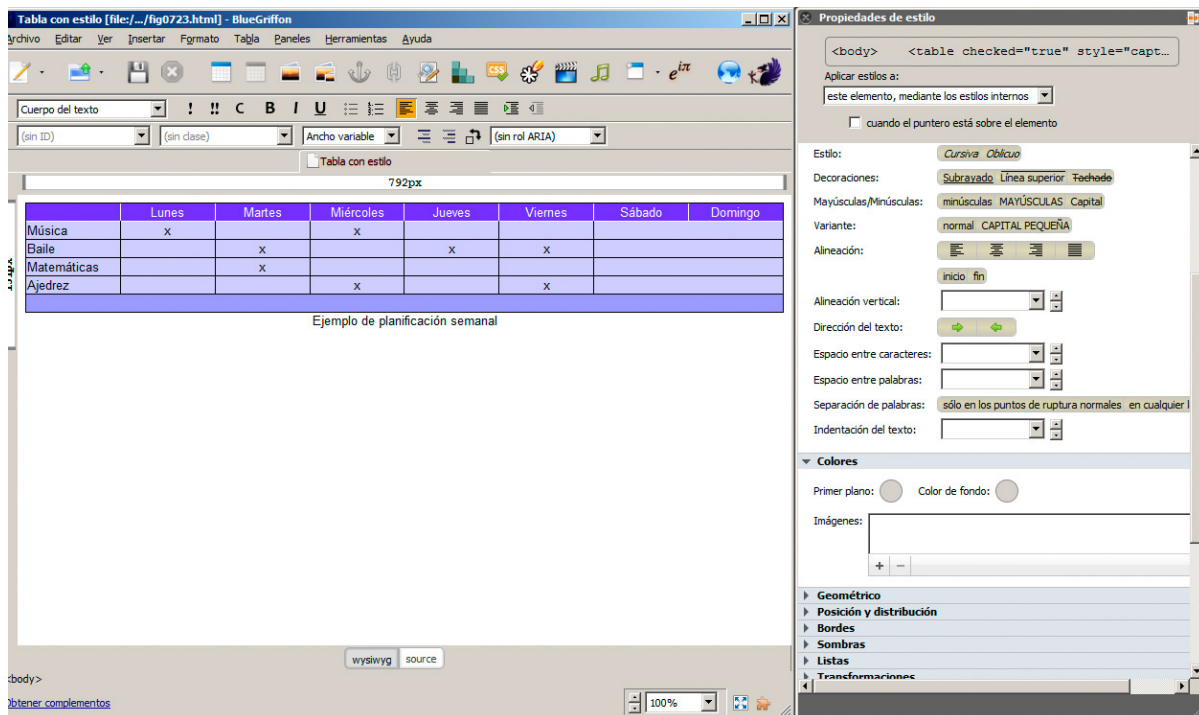 Tabla con estilo [file:/.../fig0723.html] - BlueGriffon
Archivo Editar Ver Insertar Formato Tabla Paneles Herramientas Ayuda
CSS
e^iπ
Cuerpo del texto ! !! C B I U
(sin ID) (sin clase) Ancho variable (sin rol ARIA)
Tabla con estilo
792px
Lunes Martes Miércoles Jueves Viernes Sábado Domingo
Música x x
Baile x x x
Matemáticas x
Ajedrez x x
Ejemplo de planificación semanal
wysiwyg source
<body>
Obtener complementos
100%
Propiedades de estilo
<body> <table checked="true" style="capt...
Aplicar estilos a:
este elemento, mediante los estilos internos
cuando el puntero está sobre el elemento
Estilo: Cursiva Oblicuo
Decoraciones: Subrayado Línea superior Tachado
Mayúsculas/Minúsculas: minúsculas MAYÚSCULAS Capital
Variante: normal CAPITAL PEQUEÑA
Alineación:
inicio fin
Alineación vertical:
Dirección del texto:
Espacio entre caracteres:
Espacio entre palabras:
Separación de palabras: sólo en los puntos de ruptura normales en cualquier l
Indentación del texto:
Colores
Primer plano: Color de fondo:
Imágenes:
+ −
Geométrico
Posición y distribución
Bordes
Sombras
Listas
Transformaciones